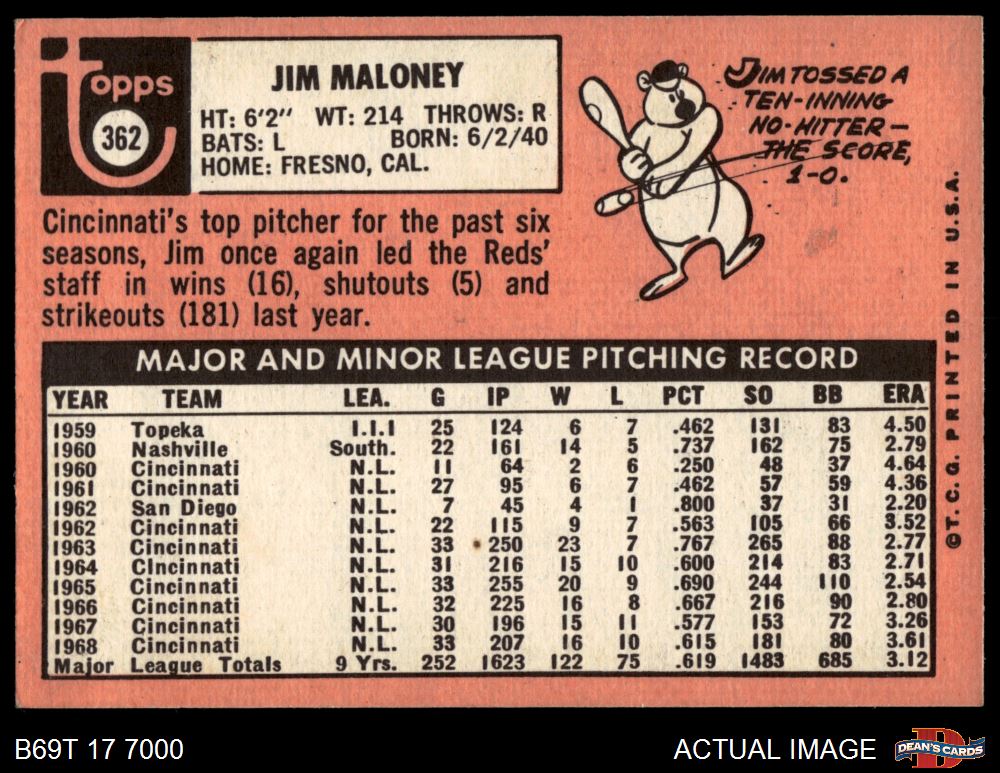 Topps
362
JIM MALONEY
HT: 6'2" WT: 214 THROWS: R
BATS: L BORN: 6/2/40
HOME: FRESNO, CAL.
JIM TOSSED A
TEN-INNING
NO-HITTER—
THE SCORE,
1-0.
Cincinnati's top pitcher for the past six
seasons, Jim once again led the Reds'
staff in wins (16), shutouts (5) and
strikeouts (181) last year.
MAJOR AND MINOR LEAGUE PITCHING RECORD
YEAR TEAM LEA. G IP W L PCT SO BB ERA
1959 Topeka I.I.I 25 124 6 7 .462 131 83 4.50
1960 Nashville South. 22 161 14 5 .737 162 75 2.79
1960 Cincinnati N.L. 11 64 2 6 .250 48 37 4.64
1961 Cincinnati N.L. 27 95 6 7 .462 57 59 4.36
1962 San Diego N.L. 7 45 4 1 .800 37 31 2.20
1962 Cincinnati N.L. 22 115 9 7 .563 105 66 3.52
1963 Cincinnati N.L. 33 250 23 7 .767 265 88 2.77
1964 Cincinnati N.L. 31 216 15 10 .600 214 83 2.71
1965 Cincinnati N.L. 33 255 20 9 .690 244 110 2.54
1966 Cincinnati N.L. 32 225 16 8 .667 216 90 2.80
1967 Cincinnati N.L. 30 196 15 11 .577 153 72 3.26
1968 Cincinnati N.L. 33 207 16 10 .615 181 80 3.61
Major League Totals 9 Yrs. 252 1623 122 75 .619 1483 685 3.12
©T.C.G. PRINTED IN U.S.A.
B69T 17 7000
ACTUAL IMAGE
D
DEAN'S CARDS